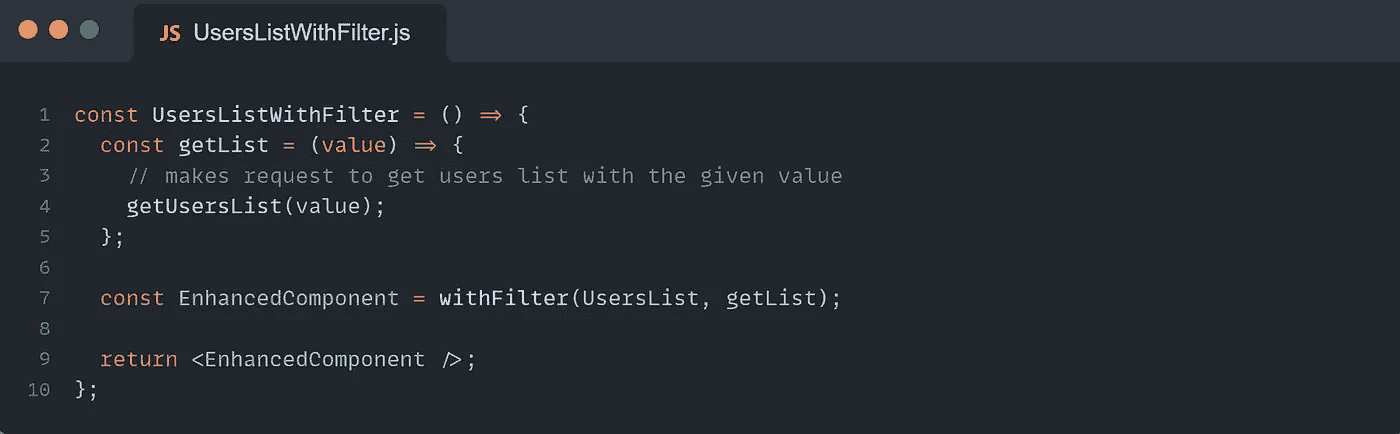 JS UsersListWithFilter.js
1 const UsersListWithFilter = () => {
2 const getList = (value) => {
3 // makes request to get users list with the given value
4 getUsersList(value);
5 };
6
7 const EnhancedComponent = withFilter(UsersList, getList);
8
9 return <EnhancedComponent />;
10 };